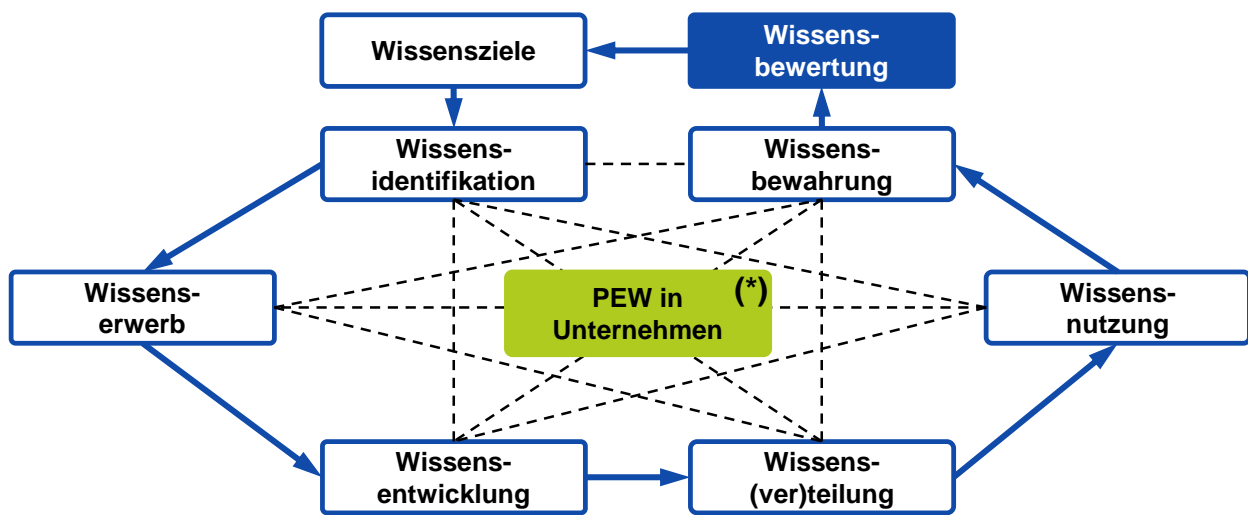 Wissensziele
Wissens-
bewertung
Wissens-
identifikation
Wissens-
bewahrung
Wissens-
erwerb
PEW in (*)
Unternehmen
Wissens-
nutzung
Wissens-
entwicklung
Wissens-
(ver)teilung